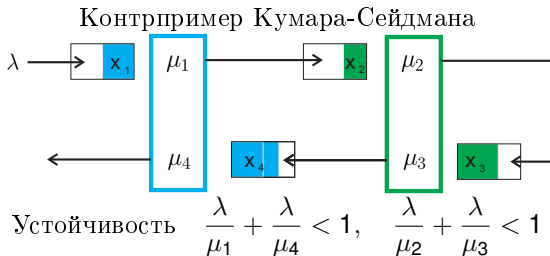 Контрпример Кумара-Сейдмана
λ x₁ μ₁ x₂ μ₂
μ₄ x₄ μ₃ x₃
Устойчивость λ/μ₁ + λ/μ₄ < 1, λ/μ₂ + λ/μ₃ < 1